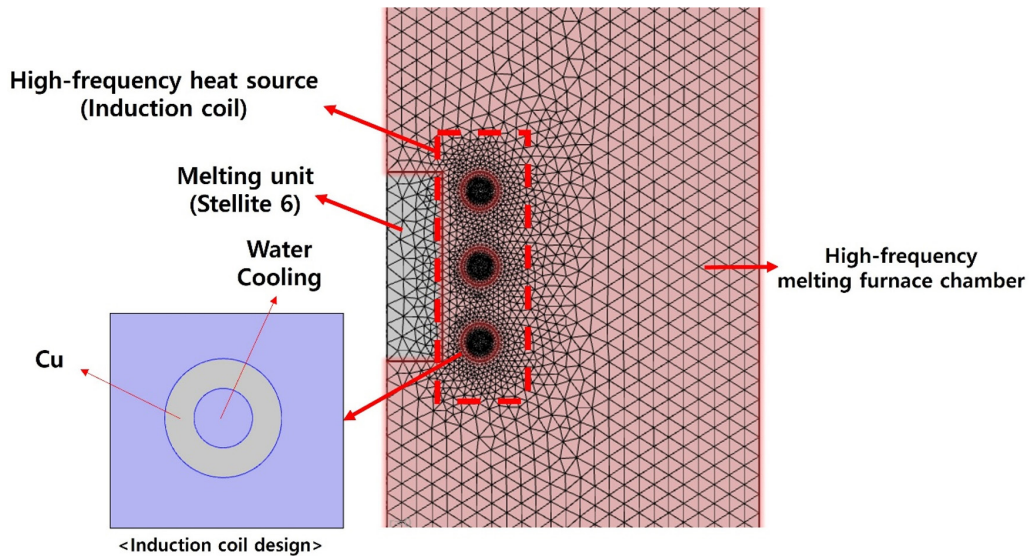 High-frequency heat source
(Induction coil)
Melting unit
(Stellite 6)
Water
Cooling
Cu
<Induction coil design>
High-frequency
melting furnace chamber